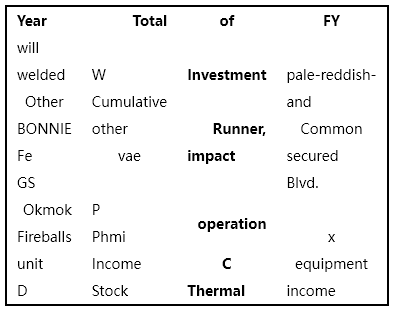 Year Total of FY
will
welded W Investment pale-reddish-
Other Cumulative and
BONNIE other Runner, Common
Fe vae impact secured
GS Blvd.
Okmok P
operation
Fireballs Phmi x
unit Income C equipment
D Stock Thermal income